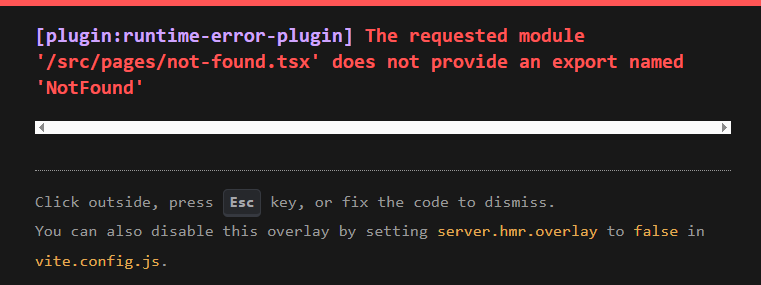 [plugin:runtime-error-plugin] The requested module
'/src/pages/not-found.tsx' does not provide an export named
'NotFound'
Click outside, press Esc key, or fix the code to dismiss.
You can also disable this overlay by setting server.hmr.overlay to false in
vite.config.js.